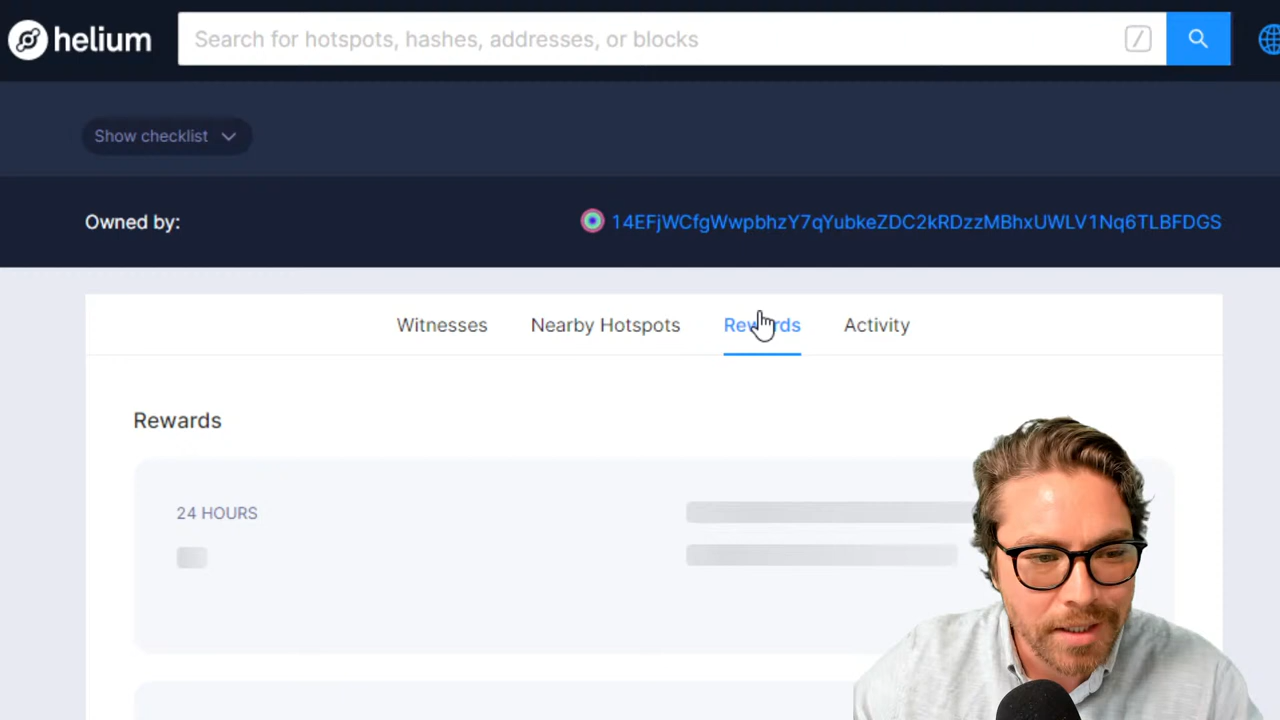 helium
Search for hotspots, hashes, addresses, or blocks
/
Show checklist
Owned by:
14EFjWCfgWwpbhzY7qYubkeZDC2kRDzzMBhxUWLV1Nq6TLBFDGS
Witnesses
Nearby Hotspots
Rewards
Activity
Rewards
24 HOURS